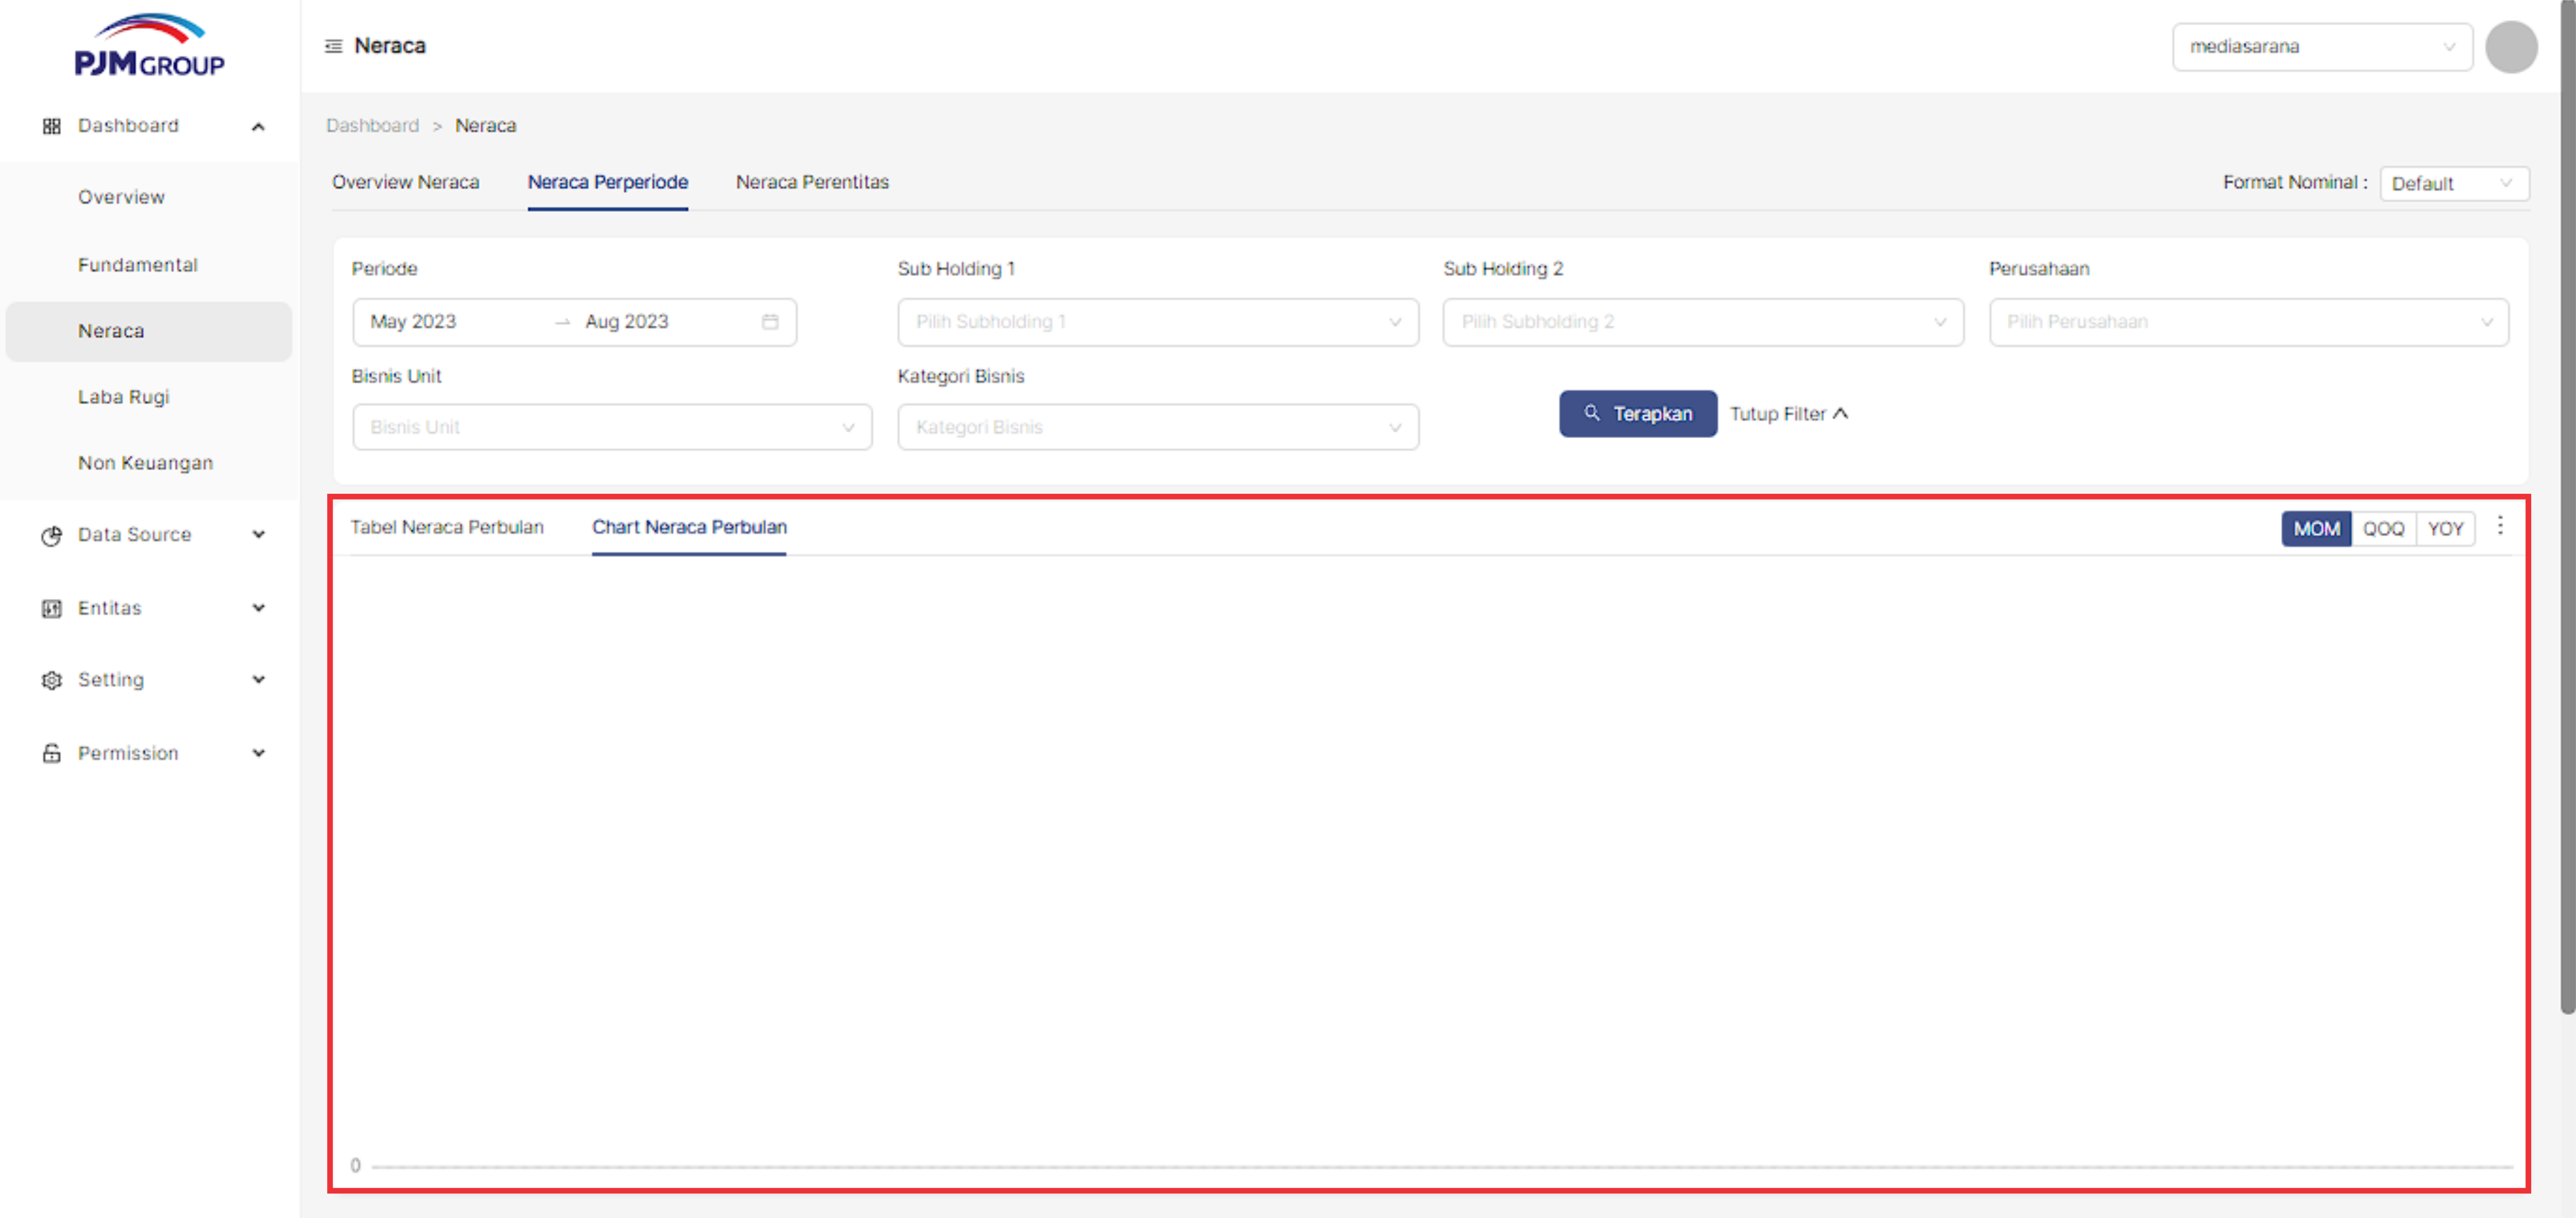 PJM GROUP
Neraca
mediasarana
Dashboard
Overview
Fundamental
Neraca
Laba Rugi
Non Keuangan
Data Source
Entitas
Setting
Permission
Dashboard > Neraca
Overview Neraca Neraca Perperiode Neraca Perentitas
Format Nominal : Default
Periode Sub Holding 1 Sub Holding 2 Perusahaan
May 2023 → Aug 2023 Pilih Subholding 1 Pilih Subholding 2 Pilih Perusahaan
Bisnis Unit Kategori Bisnis
Bisnis Unit Kategori Bisnis Terapkan Tutup Filter
Tabel Neraca Perbulan Chart Neraca Perbulan MOM QOQ YOY
0